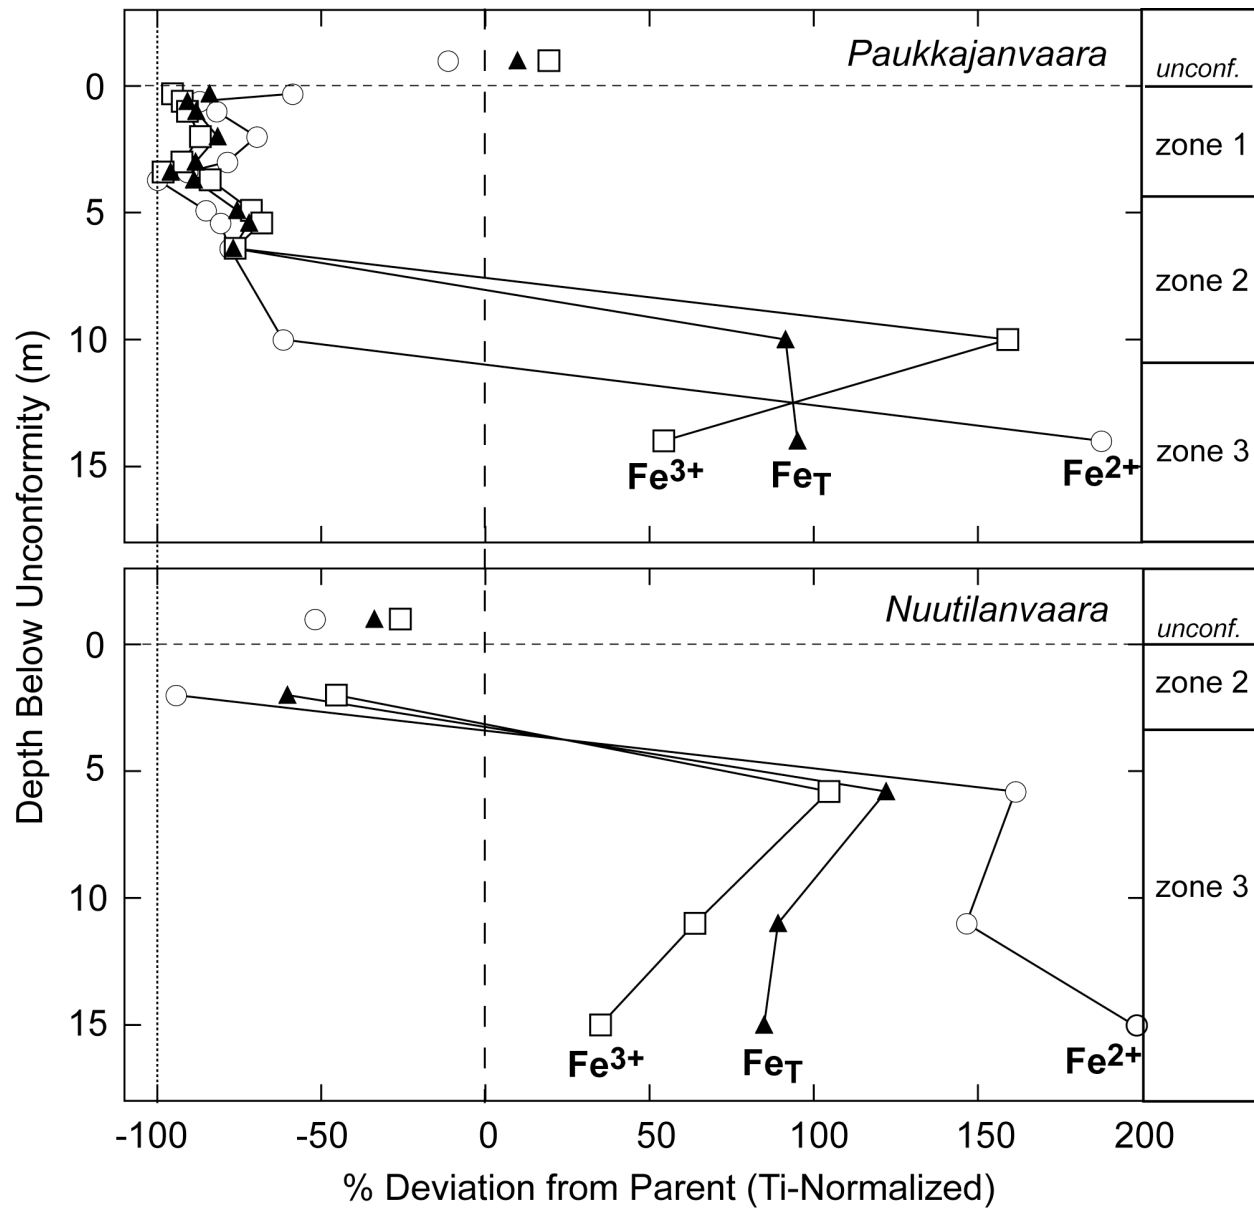 Paukkajanvaara
unconf.
0
zone 1
5
zone 2
10
zone 3
15
Fe3+
FeT
Fe2+
Depth Below Unconformity (m)
Nuutilanvaara
unconf.
0
zone 2
5
zone 3
10
15
Fe3+
FeT
Fe2+
-100 -50 0 50 100 150 200
% Deviation from Parent (Ti-Normalized)